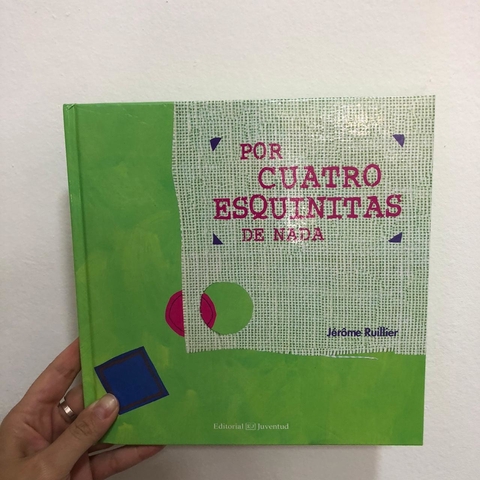 POR
CUATRO
ESQUINITAS
DE NADA
Jérôme Ruillier
Editorial Juventud